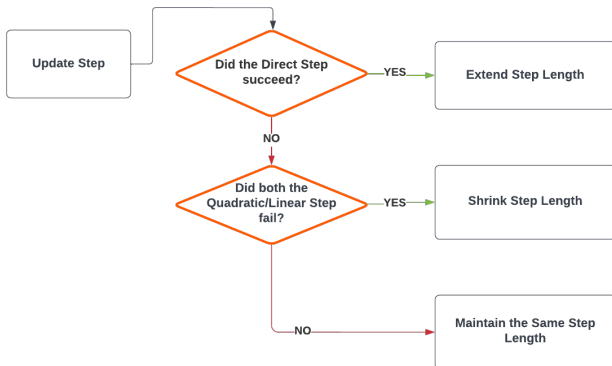 Update Step
Did the Direct Step
succeed?
YES
Extend Step Length
NO
Did both the
Quadratic/Linear Step
fail?
YES
Shrink Step Length
NO
Maintain the Same Step
Length